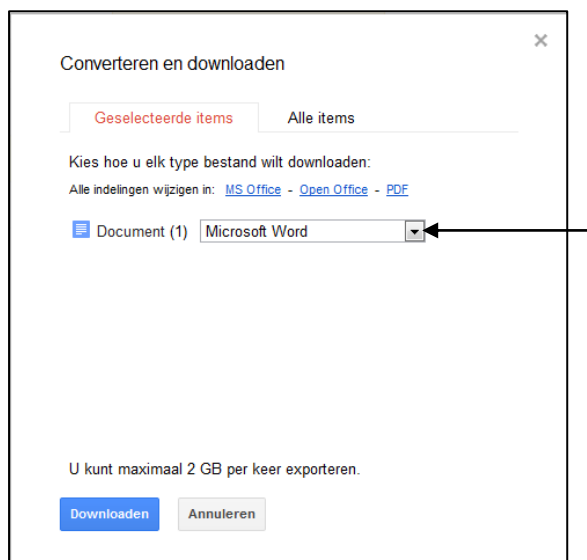 Converteren en downloaden
Geselecteerde items Alle items
Kies hoe u elk type bestand wilt downloaden:
Alle indelingen wijzigen in: MS Office - Open Office - PDF
Document (1) Microsoft Word
U kunt maximaal 2 GB per keer exporteren.
Downloaden Annuleren